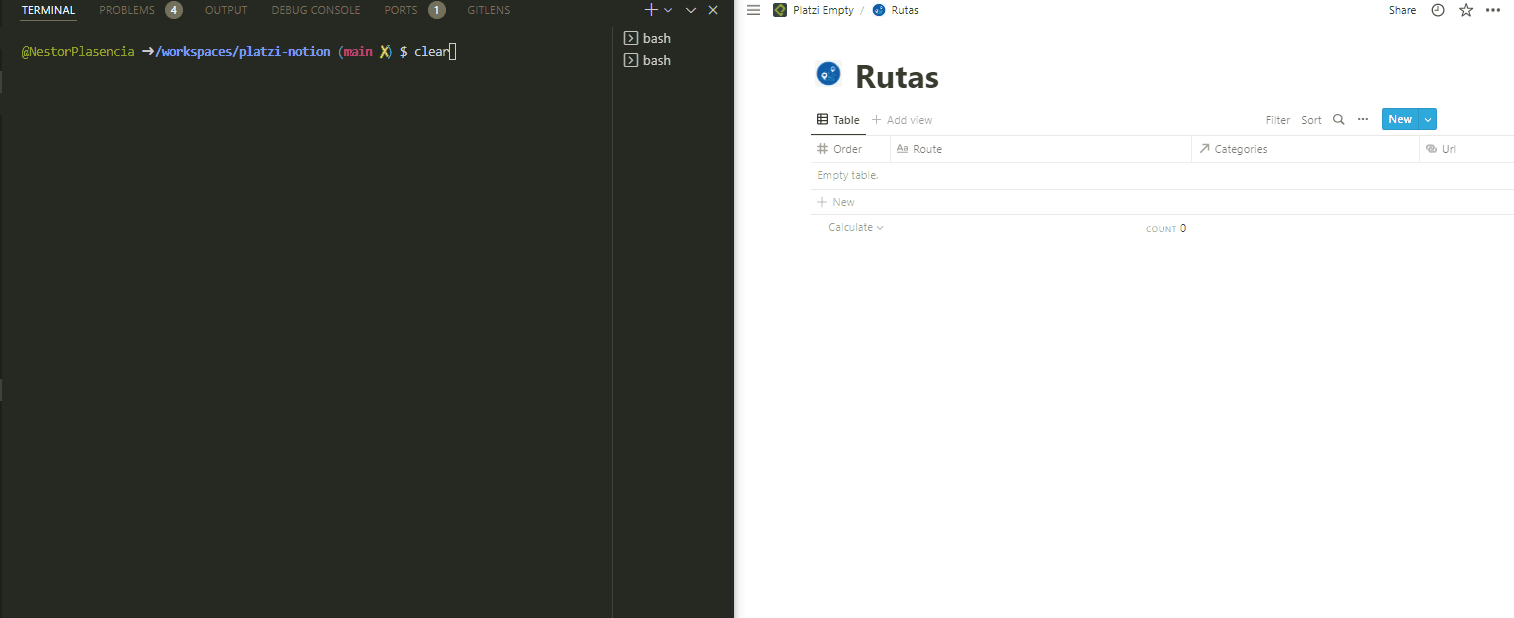 TERMINAL PROBLEMS 4 OUTPUT DEBUG CONSOLE PORTS 1 GITLENS
@NestorPlasencia ➜/workspaces/platzi-notion (main ✗) $ clear
bash
bash
Platzi Empty / Rutas Share
Rutas
Table Add view Filter Sort New
Order Aa Route Categories Url
Empty table.
New
Calculate COUNT 0